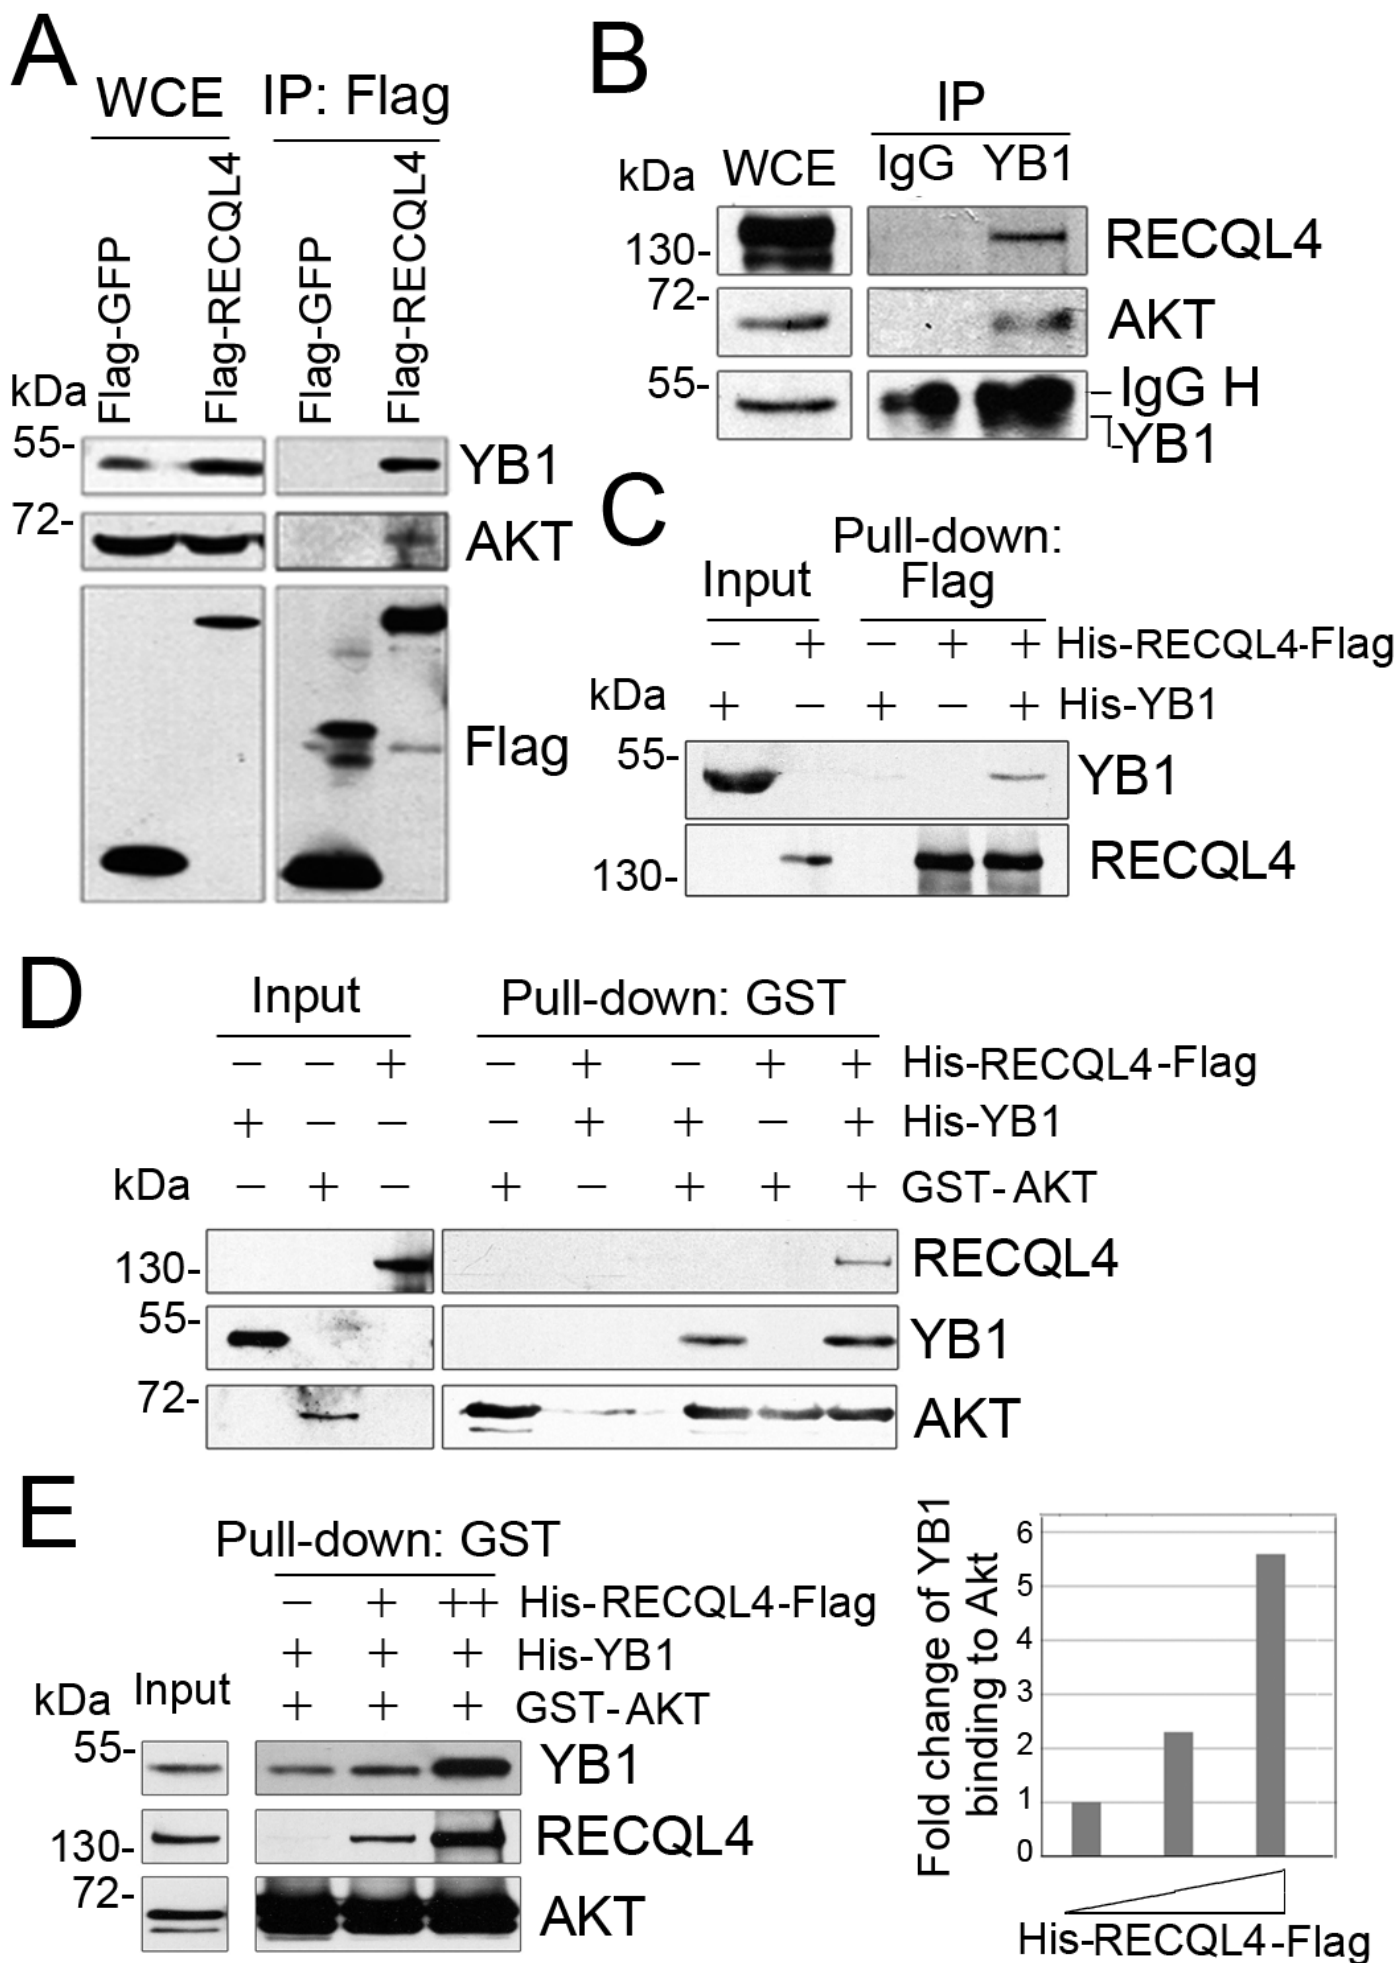 A
WCE IP: Flag
Flag-GFP
Flag-RECQL4
Flag-GFP
Flag-RECQL4
kDa
55- YB1
72- AKT
Flag
B
IP
kDa WCE IgG YB1
130- RECQL4
72- AKT
55- IgG H
YB1
C
Pull-down:
Input Flag
− + − + + His-RECQL4-Flag
kDa + − + − + His-YB1
55- YB1
130- RECQL4
D
Input Pull-down: GST
− − + − + − + + His-RECQL4-Flag
+ − − − + + − + His-YB1
kDa − + − + − + + + GST-AKT
130- RECQL4
55- YB1
72- AKT
E
Pull-down: GST
− + ++ His-RECQL4-Flag
+ + + His-YB1
kDa Input + + + GST-AKT
55- YB1
130- RECQL4
72- AKT
Fold change of YB1
binding to Akt
6
5
4
3
2
1
0
His-RECQL4-Flag